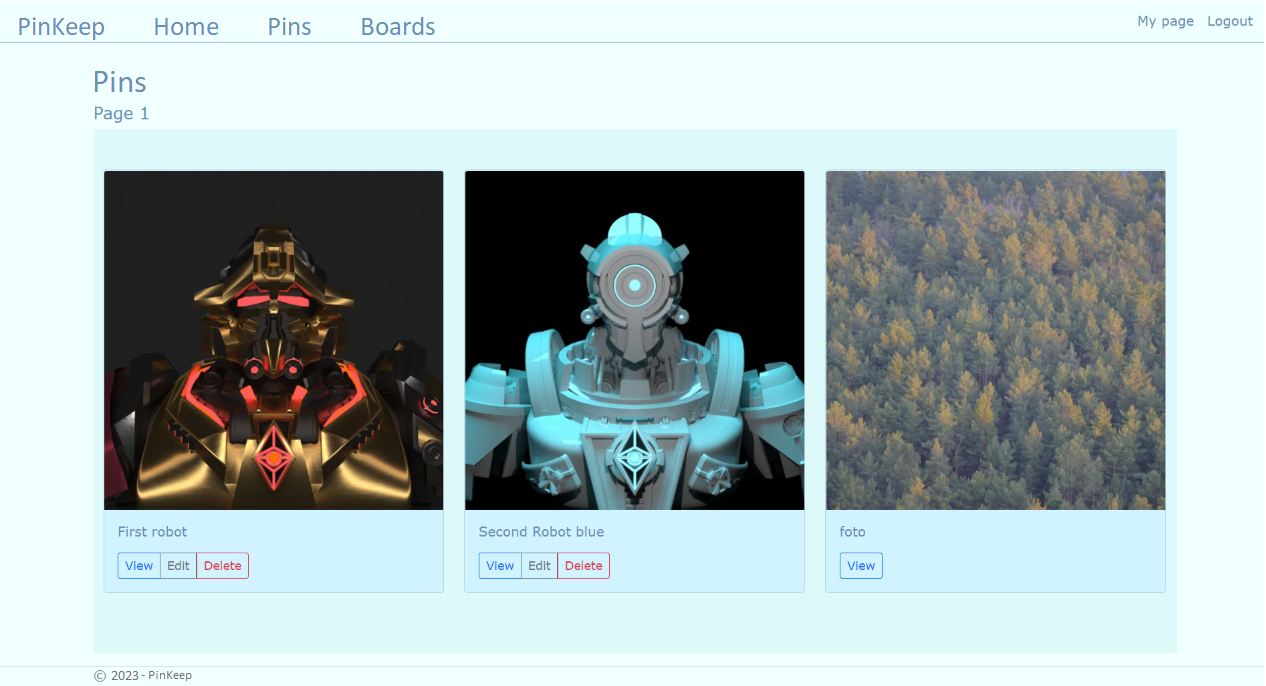 PinKeep Home Pins Boards My page Logout
Pins
Page 1
First robot
View Edit Delete
Second Robot blue
View Edit Delete
foto
View
© 2023 - PinKeep